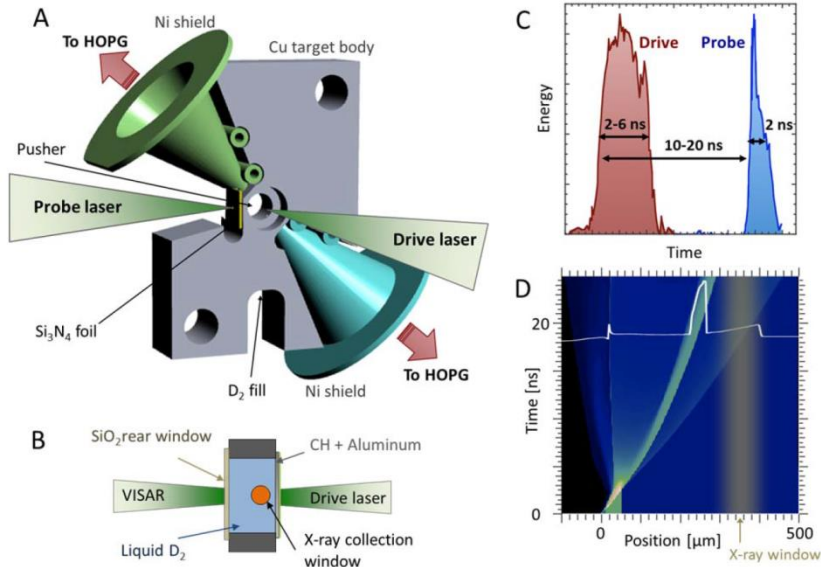 A
Ni shield
To HOPG
Cu target body
Pusher
Probe laser
Drive laser
Si3N4 foil
D2 fill
Ni shield
To HOPG
B
SiO2rear window
CH + Aluminum
VISAR
Drive laser
Liquid D2
X-ray collection
window
C
Drive
Probe
2-6 ns
2 ns
10-20 ns
Energy
Time
D
20
Time [ns]
0
0
500
Position [μm]
X-ray window